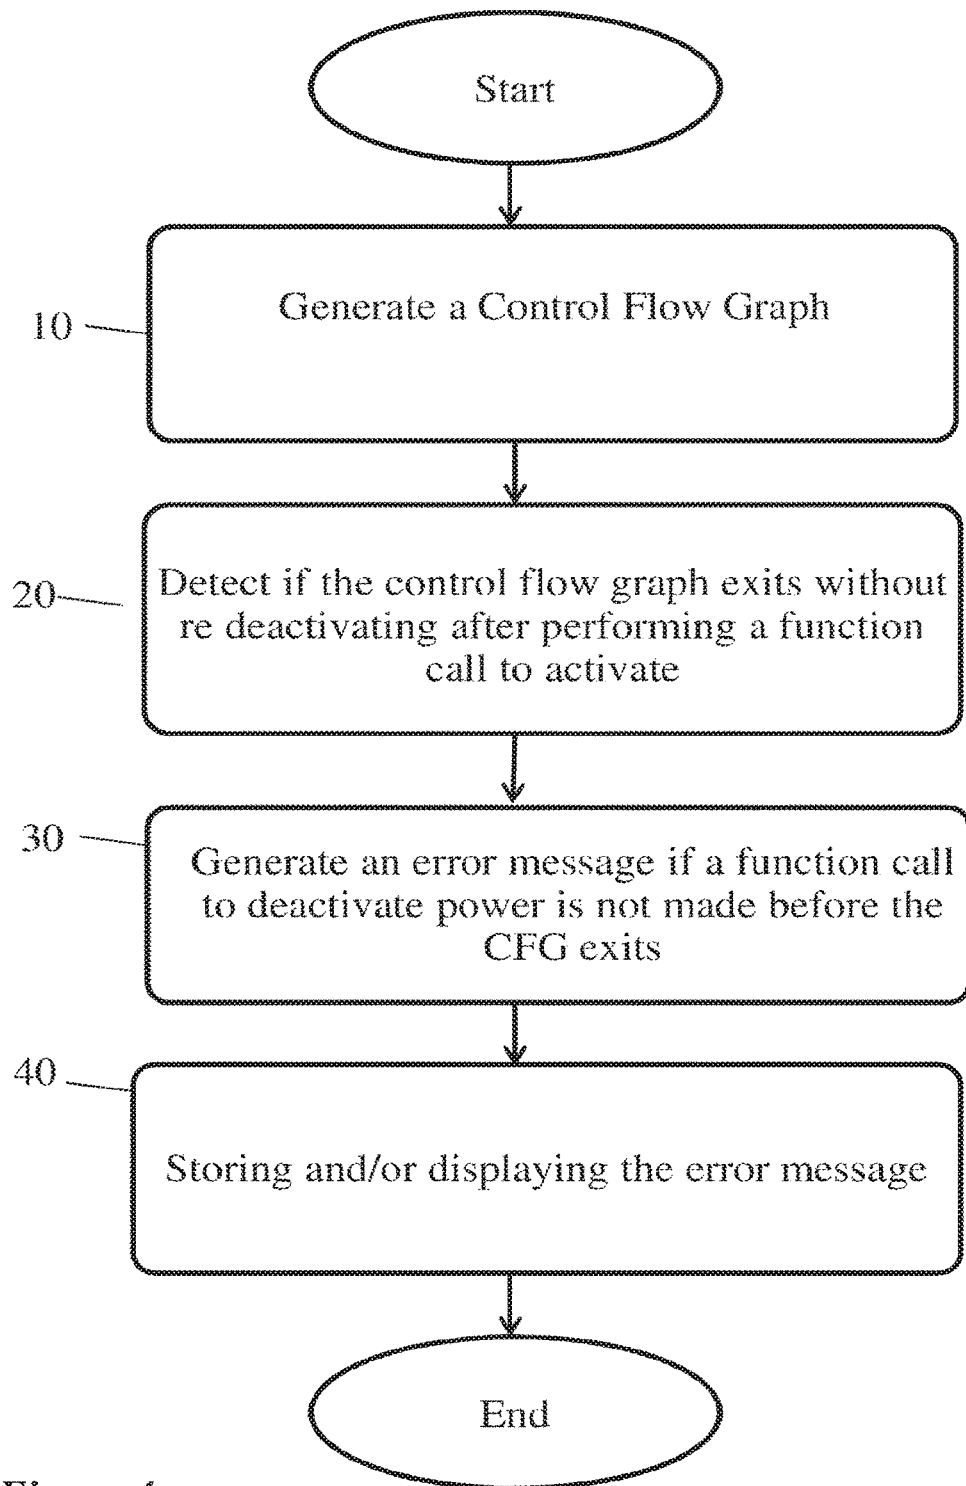 Start
10
Generate a Control Flow Graph
20
Detect if the control flow graph exits without
re deactivating after performing a function
call to activate
30
Generate an error message if a function call
to deactivate power is not made before the
CFG exits
40
Storing and/or displaying the error message
End